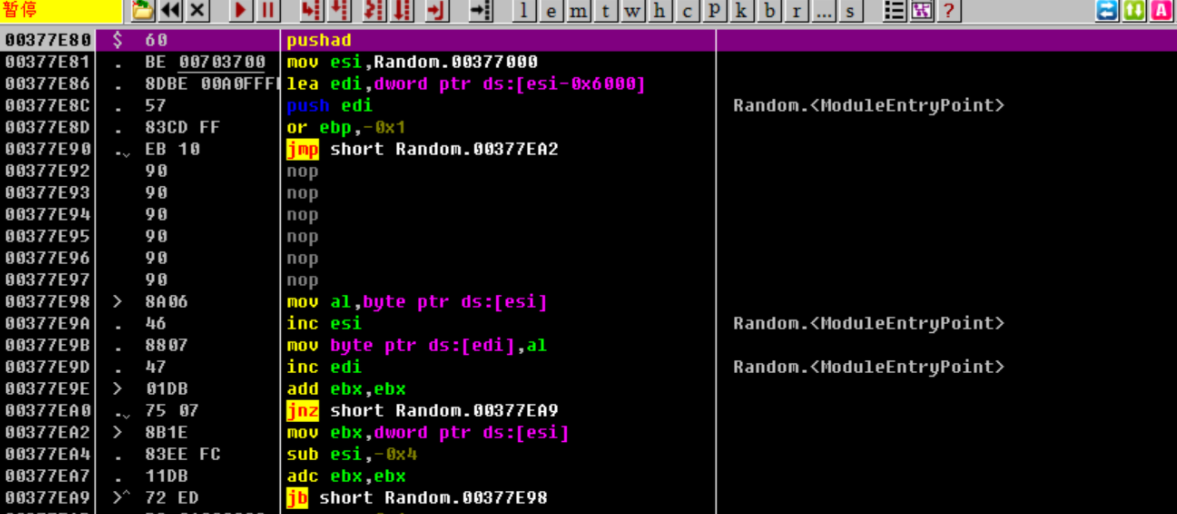 暂停 l e m t w h c P k b r ... s ?
00377E80 $ 60 pushad
00377E81 . BE 00703700 mov esi,Random.00377000
00377E86 . 8DBE 00A0FFF lea edi,dword ptr ds:[esi-0x6000]
00377E8C . 57 push edi Random.<ModuleEntryPoint>
00377E8D . 83CD FF or ebp,-0x1
00377E90 .ˬ EB 10 jmp short Random.00377EA2
00377E92 90 nop
00377E93 90 nop
00377E94 90 nop
00377E95 90 nop
00377E96 90 nop
00377E97 90 nop
00377E98 > 8A06 mov al,byte ptr ds:[esi]
00377E9A . 46 inc esi Random.<ModuleEntryPoint>
00377E9B . 8807 mov byte ptr ds:[edi],al
00377E9D . 47 inc edi Random.<ModuleEntryPoint>
00377E9E > 01DB add ebx,ebx
00377EA0 .ˬ 75 07 jnz short Random.00377EA9
00377EA2 > 8B1E mov ebx,dword ptr ds:[esi]
00377EA4 . 83EE FC sub esi,-0x4
00377EA7 . 11DB adc ebx,ebx
00377EA9 >^ 72 ED jb short Random.00377E98